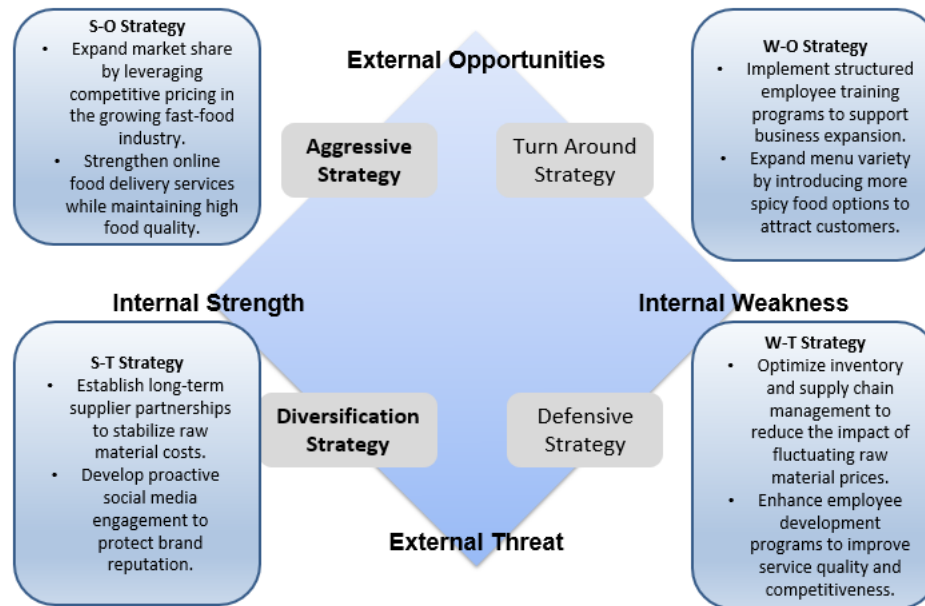 S-O Strategy
• Expand market share
by leveraging
competitive pricing in
the growing fast-food
industry.
• Strengthen online
food delivery services
while maintaining high
food quality.
External Opportunities
W-O Strategy
• Implement structured
employee training
programs to support
business expansion.
• Expand menu variety
by introducing more
spicy food options to
attract customers.
Aggressive
Strategy
Turn Around
Strategy
Internal Strength
Internal Weakness
S-T Strategy
• Establish long-term
supplier partnerships
to stabilize raw
material costs.
• Develop proactive
social media
engagement to
protect brand
reputation.
Diversification
Strategy
Defensive
Strategy
W-T Strategy
• Optimize inventory
and supply chain
management to
reduce the impact of
fluctuating raw
material prices.
• Enhance employee
development
programs to improve
service quality and
competitiveness.
External Threat